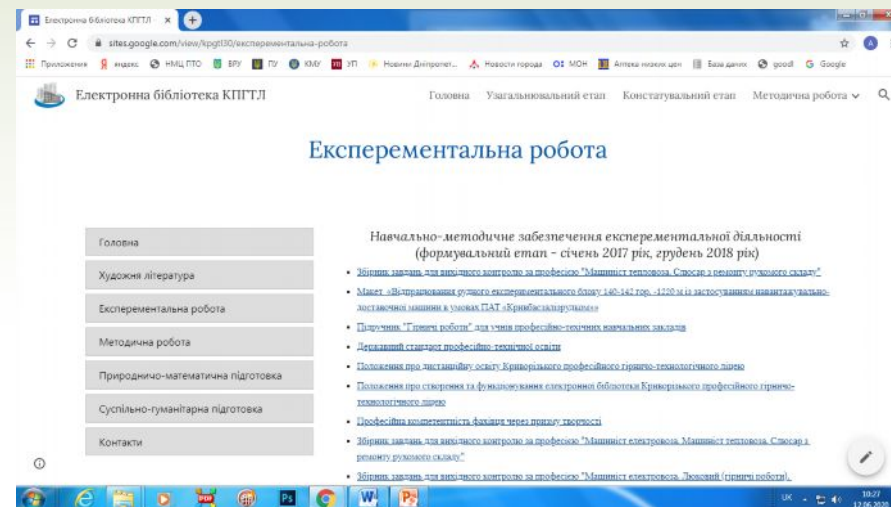 Електронна бібліотека КПГТЛ
sites.google.com/view/kpgtl30/експерементальна-робота
Приложения яндекс НМЦ ПТО ВРУ ПУ КМУ УП Новини Дніпропет... Новости города МОН Аптека низких цен База даних goodl Google
Електронна бібліотека КПГТЛ Головна Узагальнювальний етап Констатувальний етап Методична робота
Експерементальна робота
Головна
Художня література
Експерементальна робота
Методична робота
Природничо-математична підготовка
Суспільно-гуманітарна підготовка
Контакти
Навчально-методичне забезпечення експерементальної діяльності
(формувальний етап - січень 2017 рік, грудень 2018 рік)
Збірник завдань для вихідного контролю за професією "Машиніст тепловоза. Слюсар з ремонту рухомого складу"
Макет «Відпрацювання рудного експериментального блоку 140-142 гор. -1220 м із застосуванням навантажувально-
доставочної машини в умовах ПАТ «Кривбасзалізрудком»»
Підручник "Гірничі роботи" для учнів професійно-техічних навчальних закладів
Державний стандарт професійно-технічної освіти
Положення про дистанційну освіту Криворізького професійного гірничо-технологічного ліцею
Положення про створення та функціонування електронної бібліотеки Криворізького професійного гірничо-
технологічного ліцею
Професійна компетентність фахівця через призму творчості
Збірник завдань для вихідного контролю за професією "Машиніст електровоза. Машиніст тепловоза. Слюсар з
ремонту рухомого складу"
Збірник завдань для вихідного контролю за професією "Машиніст електровоза. Люковий (гірничі роботи).
UK 10:27
12.06.2020